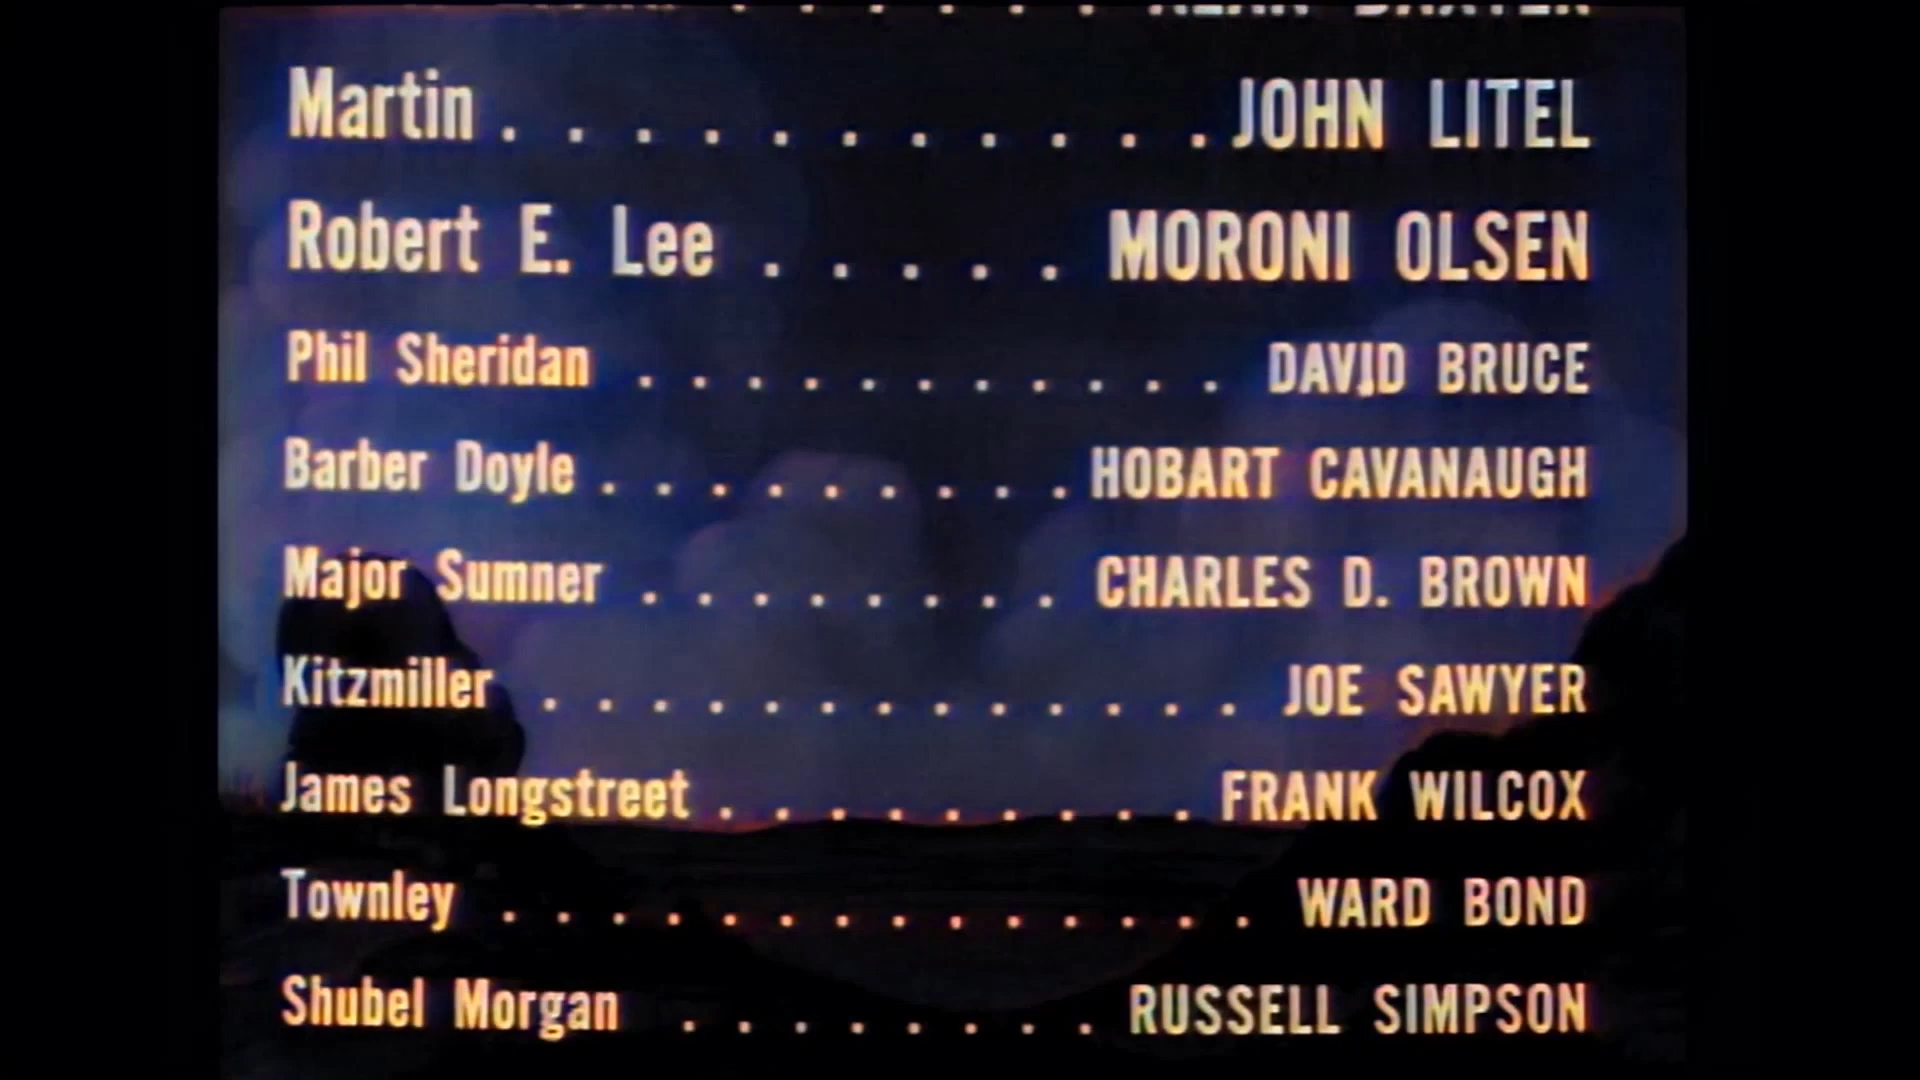 Martin . . . . . . . . . . . JOHN LITEL
Robert E. Lee . . . . . MORONI OLSEN
Phil Sheridan . . . . . . . . . . . DAVID BRUCE
Barber Doyle . . . . . . . . . HOBART CAVANAUGH
Major Sumner . . . . . . . . CHARLES D. BROWN
Kitzmiller . . . . . . . . . . . . . JOE SAWYER
James Longstreet . . . . . . . . . FRANK WILCOX
Townley . . . . . . . . . . . . . . WARD BOND
Shubel Morgan . . . . . . . . RUSSELL SIMPSON